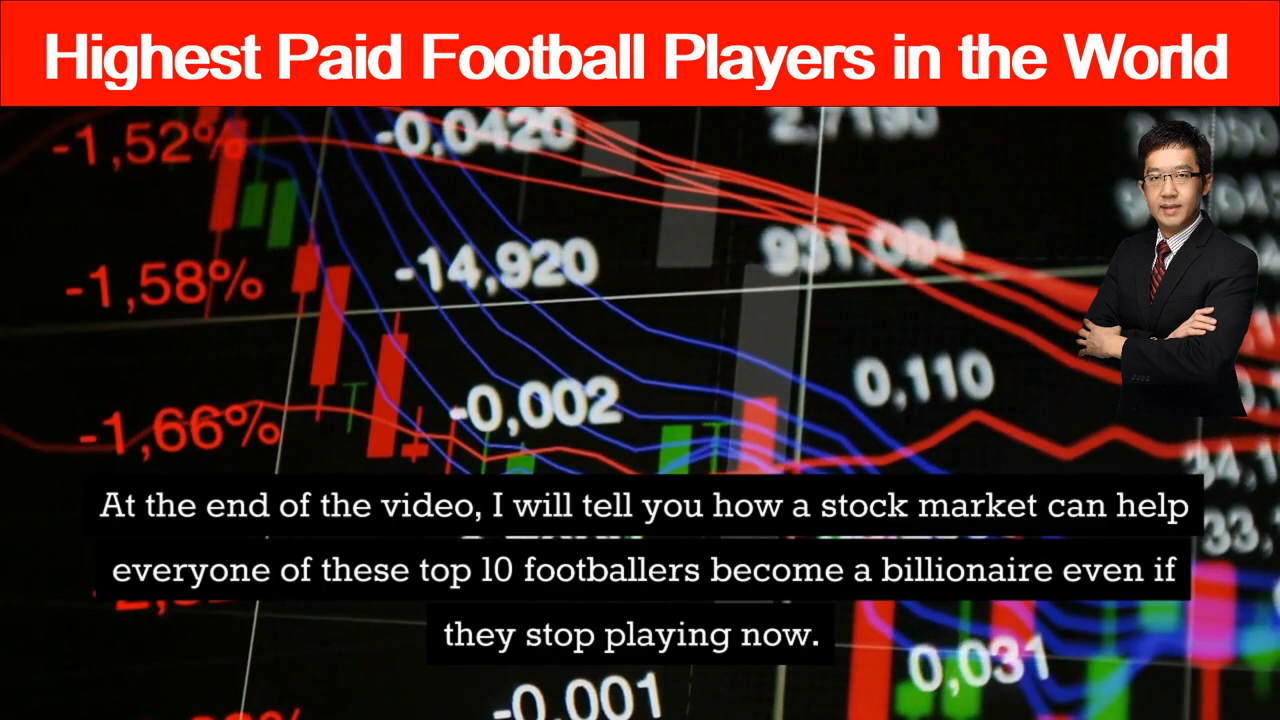 Highest Paid Football Players in the World
-1,52%
-0,0420
-14,920
931,084
-1,58%
0,110
-0,002
-1,66%
At the end of the video, I will tell you how a stock market can help
everyone of these top 10 footballers become a billionaire even if
they stop playing now.
0,031
-0,001